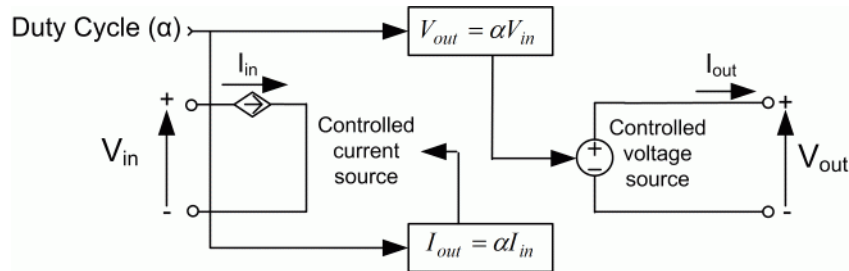 Duty Cycle (α)
V_out = αV_in
I_in
I_out
+
+
V_in
Controlled
current
source
+
−
Controlled
voltage
source
V_out
-
-
I_out = αI_in